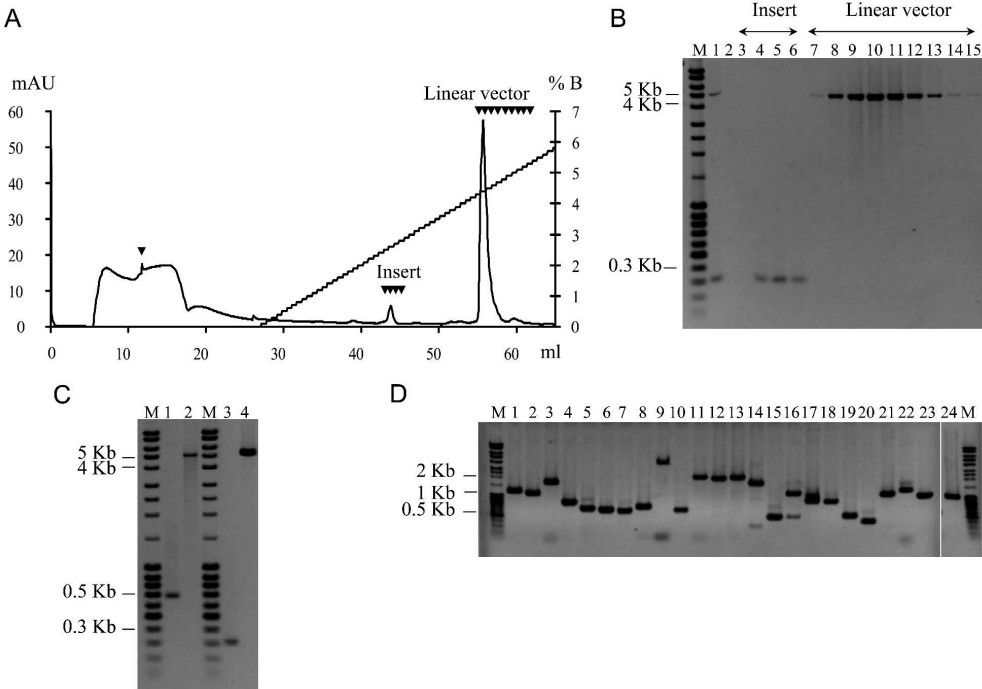 A
mAU
% B
60
50
40
30
20
10
0
7
6
5
4
3
2
1
0
0 10 20 30 40 50 60 ml
Linear vector
Insert
B
Insert Linear vector
M 1 2 3 4 5 6 7 8 9 10 11 12 13 14 15
5 Kb
4 Kb
0.3 Kb
C
M 1 2 M 3 4
5 Kb
4 Kb
0.5 Kb
0.3 Kb
D
M 1 2 3 4 5 6 7 8 9 10 11 12 13 14 15 16 17 18 19 20 21 22 23 24 M
2 Kb
1 Kb
0.5 Kb